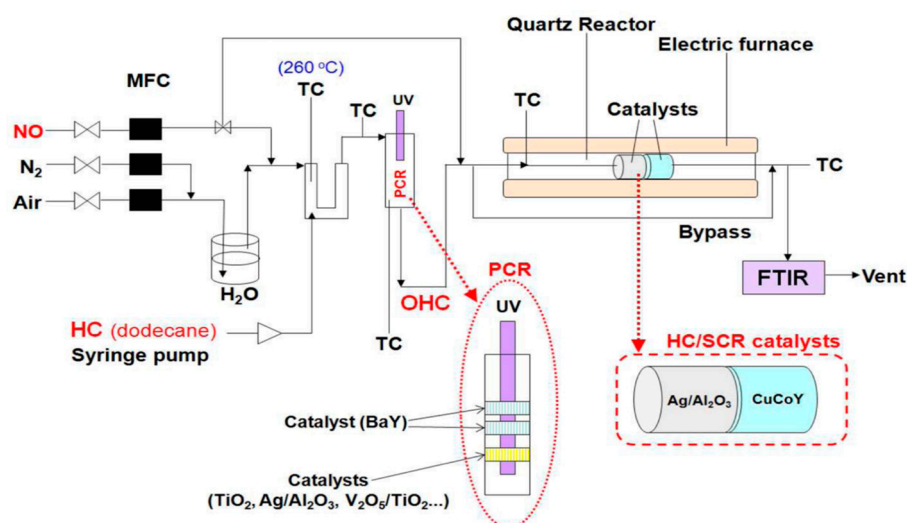 Quartz Reactor
Electric furnace
MFC
(260 °C)
TC
TC
UV
TC
Catalysts
NO
N₂
Air
PCR
TC
Bypass
H₂O
PCR
OHC
FTIR
Vent
UV
HC (dodecane)
Syringe pump
TC
HC/SCR catalysts
Ag/Al₂O₃
CuCoY
Catalyst (BaY)
Catalysts
(TiO₂, Ag/Al₂O₃, V₂O₅/TiO₂...)